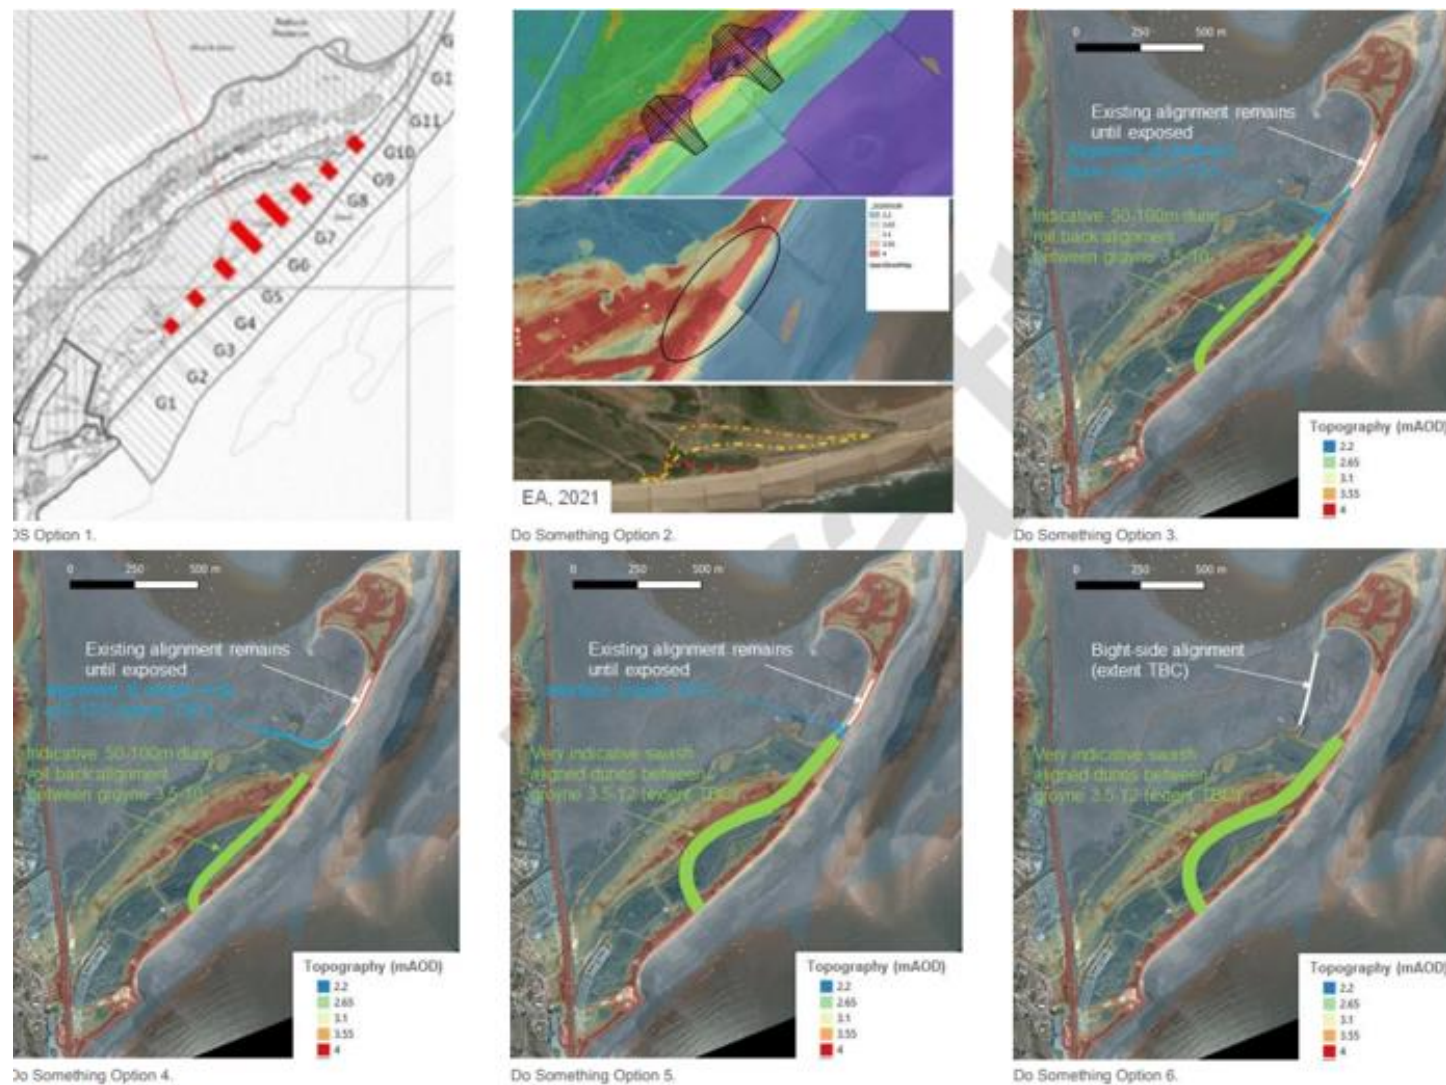 G1
G2
G3
G4
G5
G6
G7
G8
G9
G10
G11
DS Option 1.
EA, 2021
Do Something Option 2.
0 250 500 m
Existing alignment remains
until exposed
Indicative 50-100m dune
roll back alignment
between groyne 3.5-10
Topography (mAOD)
2.2
2.65
3.1
3.55
4
Do Something Option 3.
0 250 500 m
Existing alignment remains
until exposed
Indicative 50-100m dune
roll back alignment
between groyne 3.5-10
Topography (mAOD)
2.2
2.65
3.1
3.55
4
Do Something Option 4.
0 250 500 m
Existing alignment remains
until exposed
Very indicative swash
aligned dunes between
groyne 3.5-12 (extent TBC)
Topography (mAOD)
2.2
2.65
3.1
3.55
4
Do Something Option 5.
0 250 500 m
Bight-side alignment
(extent TBC)
Very indicative swash
aligned dunes between
groyne 3.5-12 (extent TBC)
Topography (mAOD)
2.2
2.65
3.1
3.55
4
Do Something Option 6.